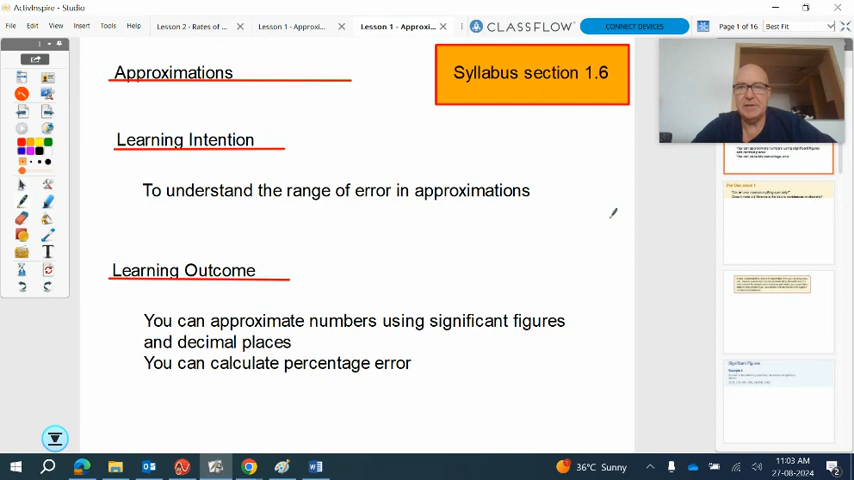 ActivInspire - Studio
Lesson 2 - Rates of ...
Lesson 1 - Approxi...
Lesson 1 - Approxi...
CLASSFLOW
CONNECT DEVICES
Page 1 of 16
Best Fit
File Edit View Insert Tools Help
Approximations
Syllabus section 1.6
Learning Intention
To understand the range of error in approximations
Learning Outcome
You can approximate numbers using significant figures
and decimal places
You can calculate percentage error
Significant Figures
36°C Sunny
11:03 AM
27-08-2024